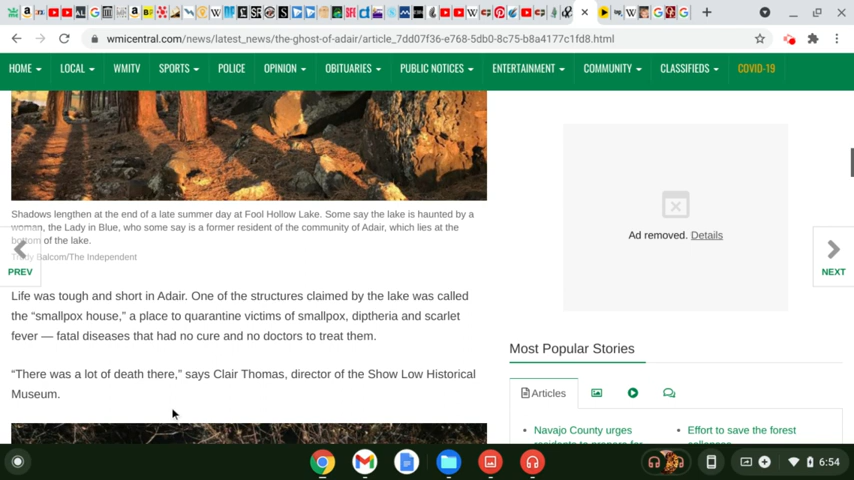 wmicentral.com/news/latest_news/the-ghost-of-adair/article_7dd07f36-e768-5db0-8c75-b8a4177c1fd8.html
HOME LOCAL WMITV SPORTS POLICE OPINION OBITUARIES PUBLIC NOTICES ENTERTAINMENT COMMUNITY CLASSIFIEDS COVID-19
Shadows lengthen at the end of a late summer day at Fool Hollow Lake. Some say the lake is haunted by a
woman, the Lady in Blue, who some say is a former resident of the community of Adair, which lies at the
bottom of the lake.
Balcom/The Independent
PREV
NEXT
Ad removed. Details
Life was tough and short in Adair. One of the structures claimed by the lake was called
the “smallpox house,” a place to quarantine victims of smallpox, diptheria and scarlet
fever — fatal diseases that had no cure and no doctors to treat them.
“There was a lot of death there,” says Clair Thomas, director of the Show Low Historical
Museum.
Most Popular Stories
Articles
Navajo County urges
Effort to save the forest
6:54